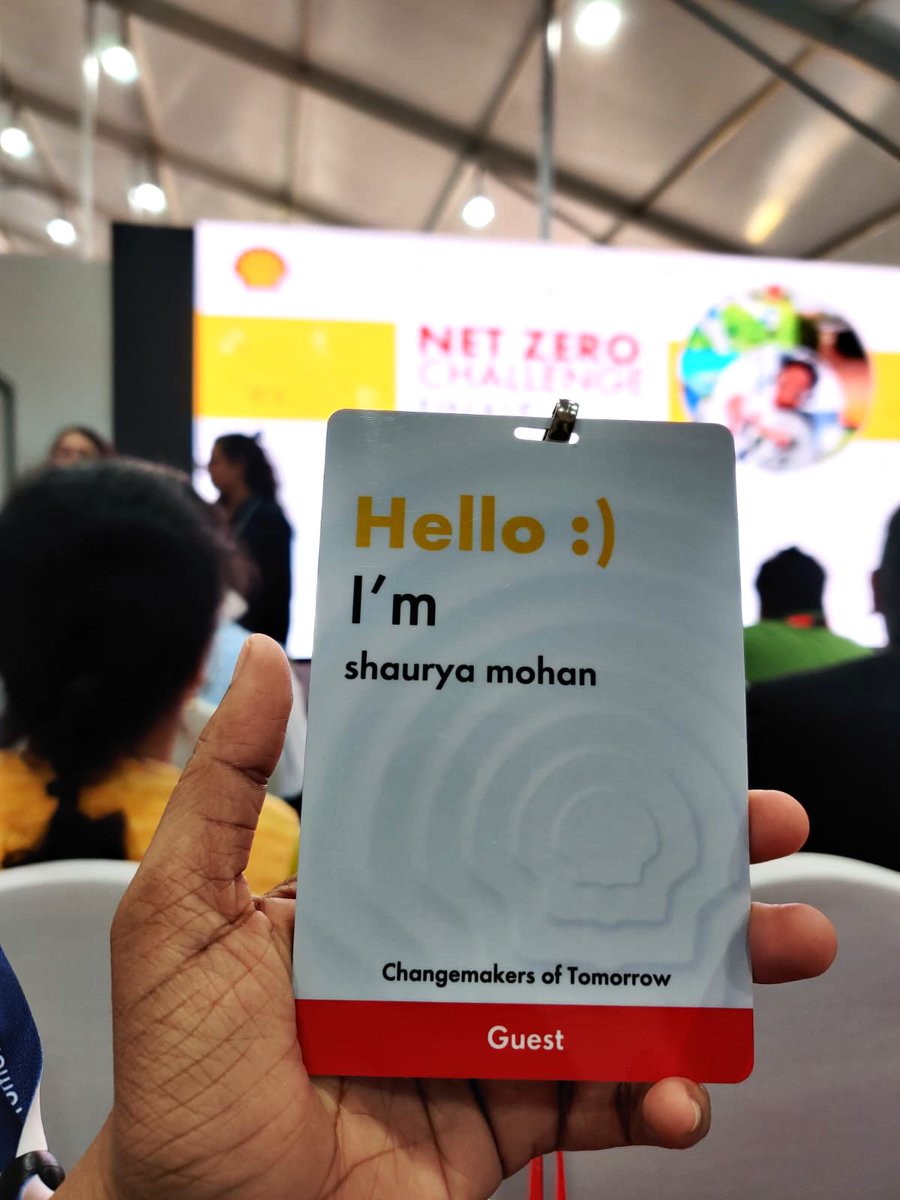 NET ZERO
CHALLENGE
Hello :)
I'm
shaurya mohan
Changemakers of Tomorrow
Guest